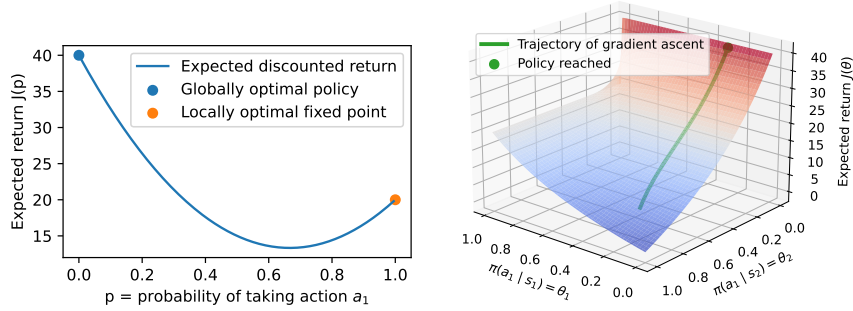 Expected discounted return
Globally optimal policy
Locally optimal fixed point
Expected return J(p)
40
35
30
25
20
15
0.0 0.2 0.4 0.6 0.8 1.0
p = probability of taking action a₁
Trajectory of gradient ascent
Policy reached
Expected return J(θ)
40
35
30
25
20
15
10
5
0
1.0 0.8 0.6 0.4 0.2 0.0
π(a₁ | s₁) = θ₁
1.0 0.8 0.6 0.4 0.2 0.0
π(a₁ | s₂) = θ₂